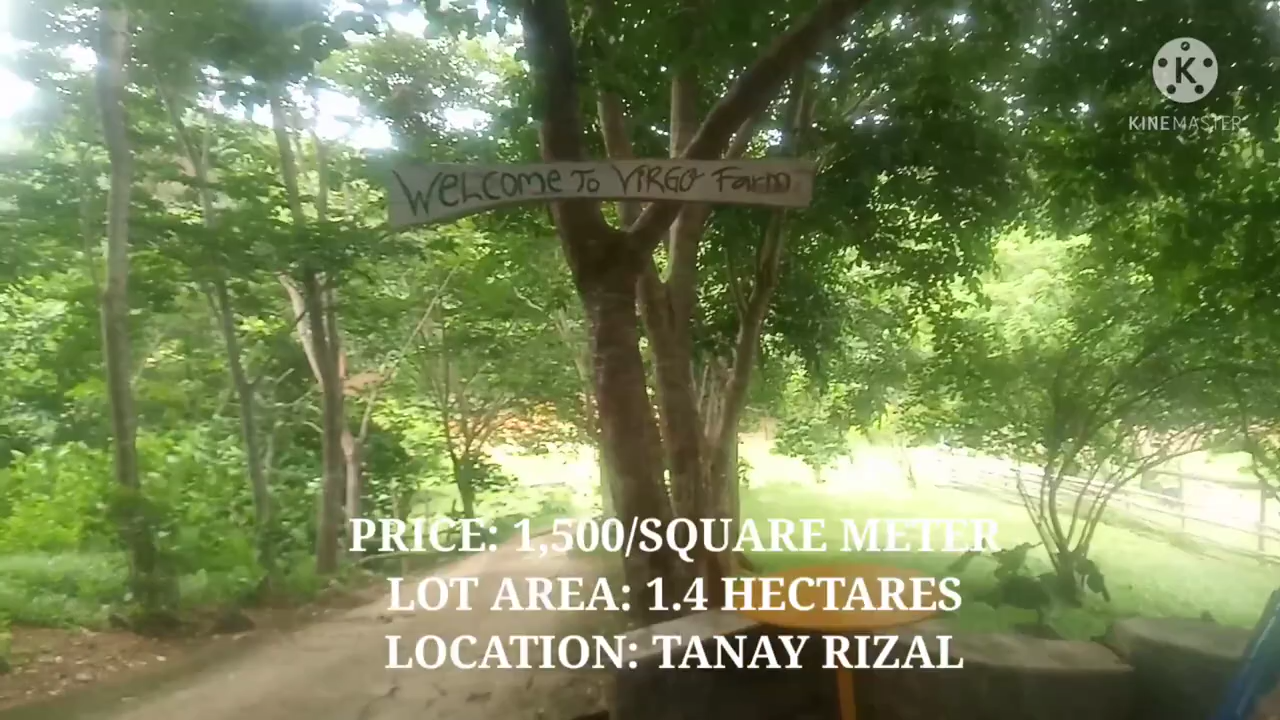 K
KINEMASTER
WELCOME TO VIRGO Farm
PRICE: 1,500/SQUARE METER
LOT AREA: 1.4 HECTARES
LOCATION: TANAY RIZAL